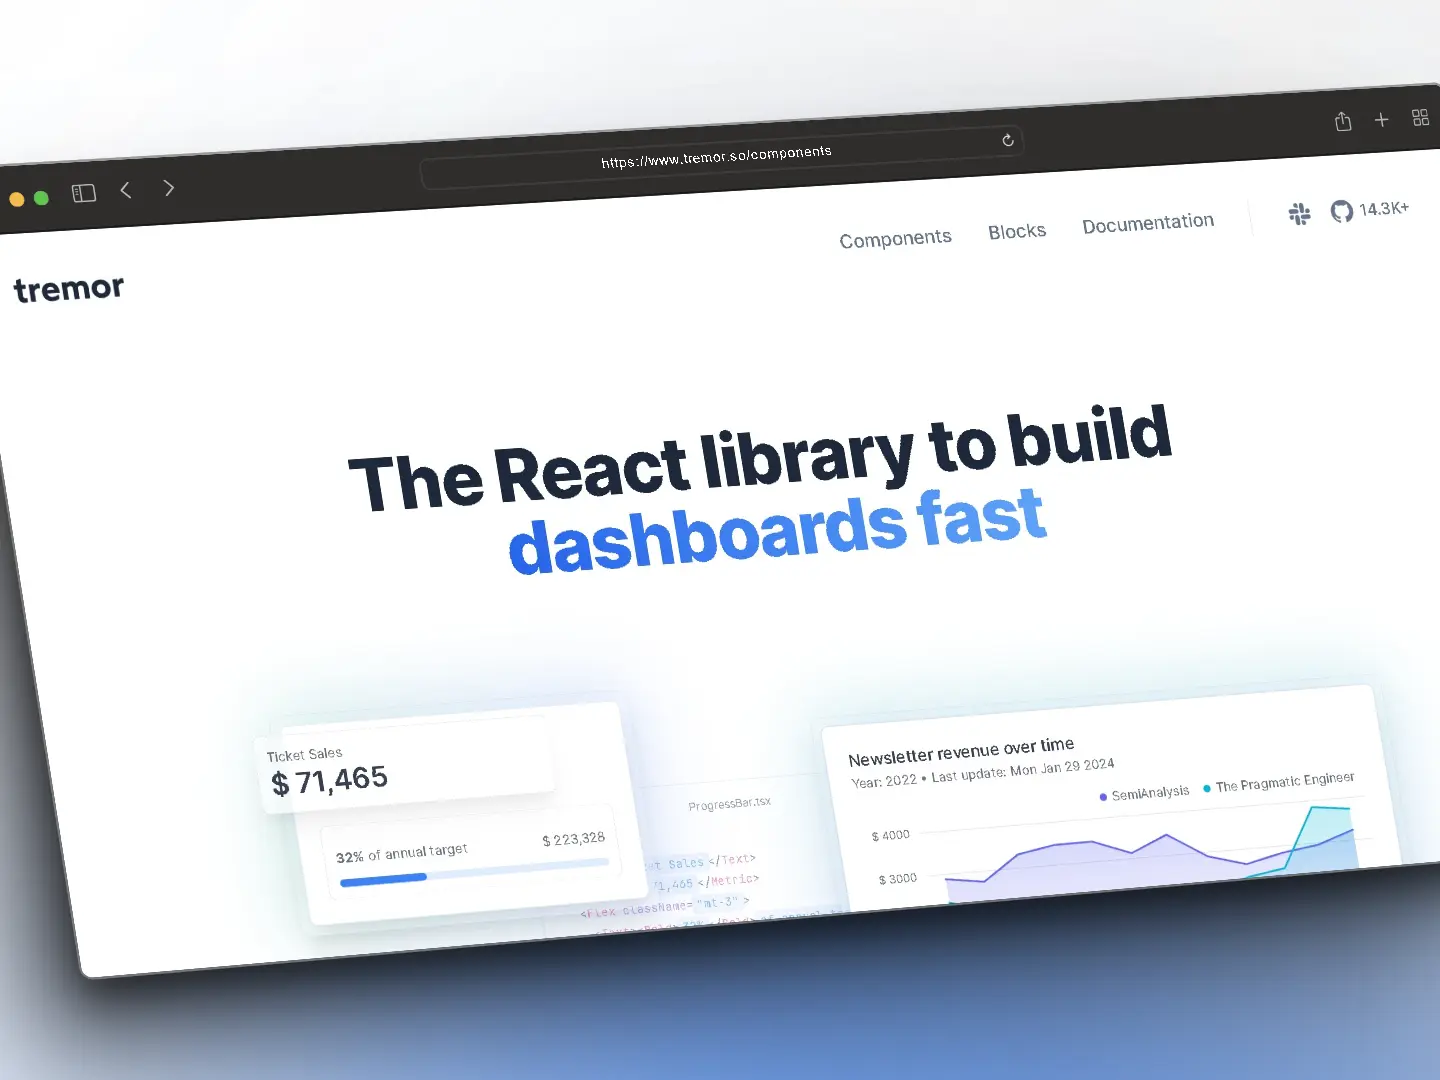 https://www.tremor.so/components
Components
Blocks
Documentation
14.3K+
tremor
The React library to build
dashboards fast
Ticket Sales
$ 71,465
32% of annual target
$ 223,328
ProgressBar.tsx
Sales </Text>
1,465 </Metric>
<Flex className="mt-3" >
Newsletter revenue over time
Year: 2022 • Last update: Mon Jan 29 2024
SemiAnalysis
The Pragmatic Engineer
$ 4000
$ 3000